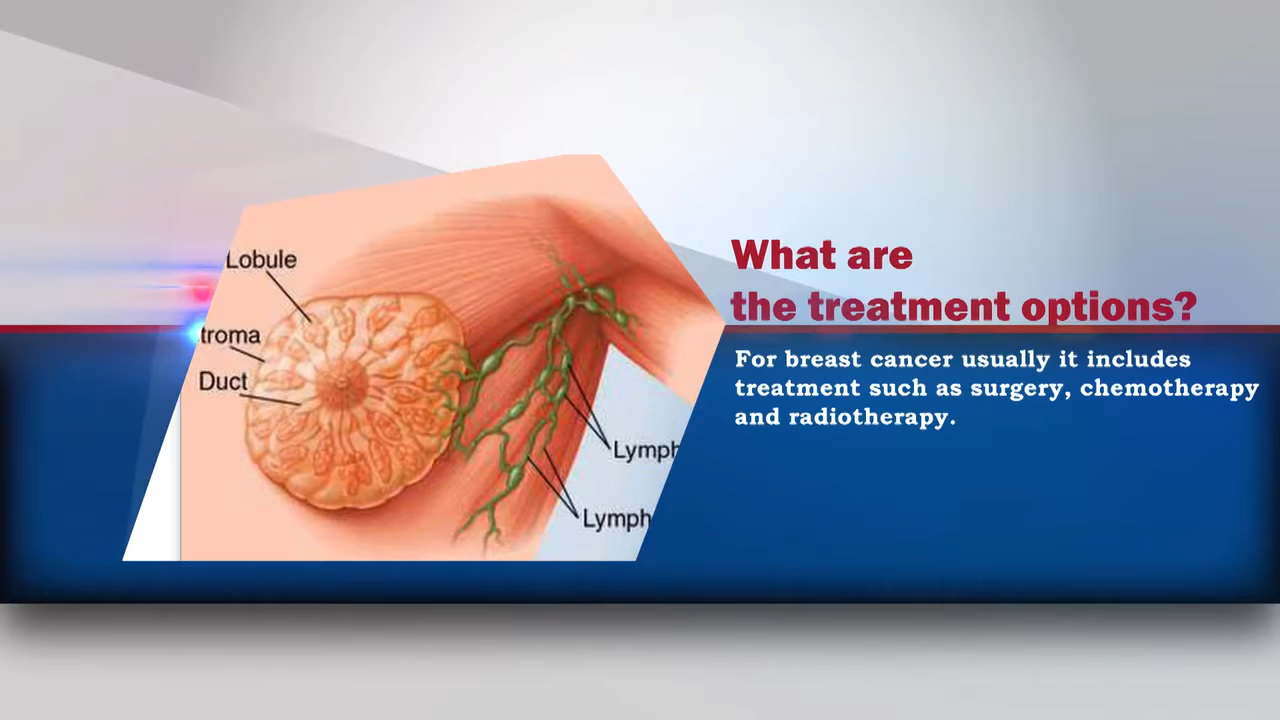 What are
the treatment options?
For breast cancer usually it includes
treatment such as surgery, chemotherapy
and radiotherapy.
Lobule
troma
Duct
Lymph
Lymph